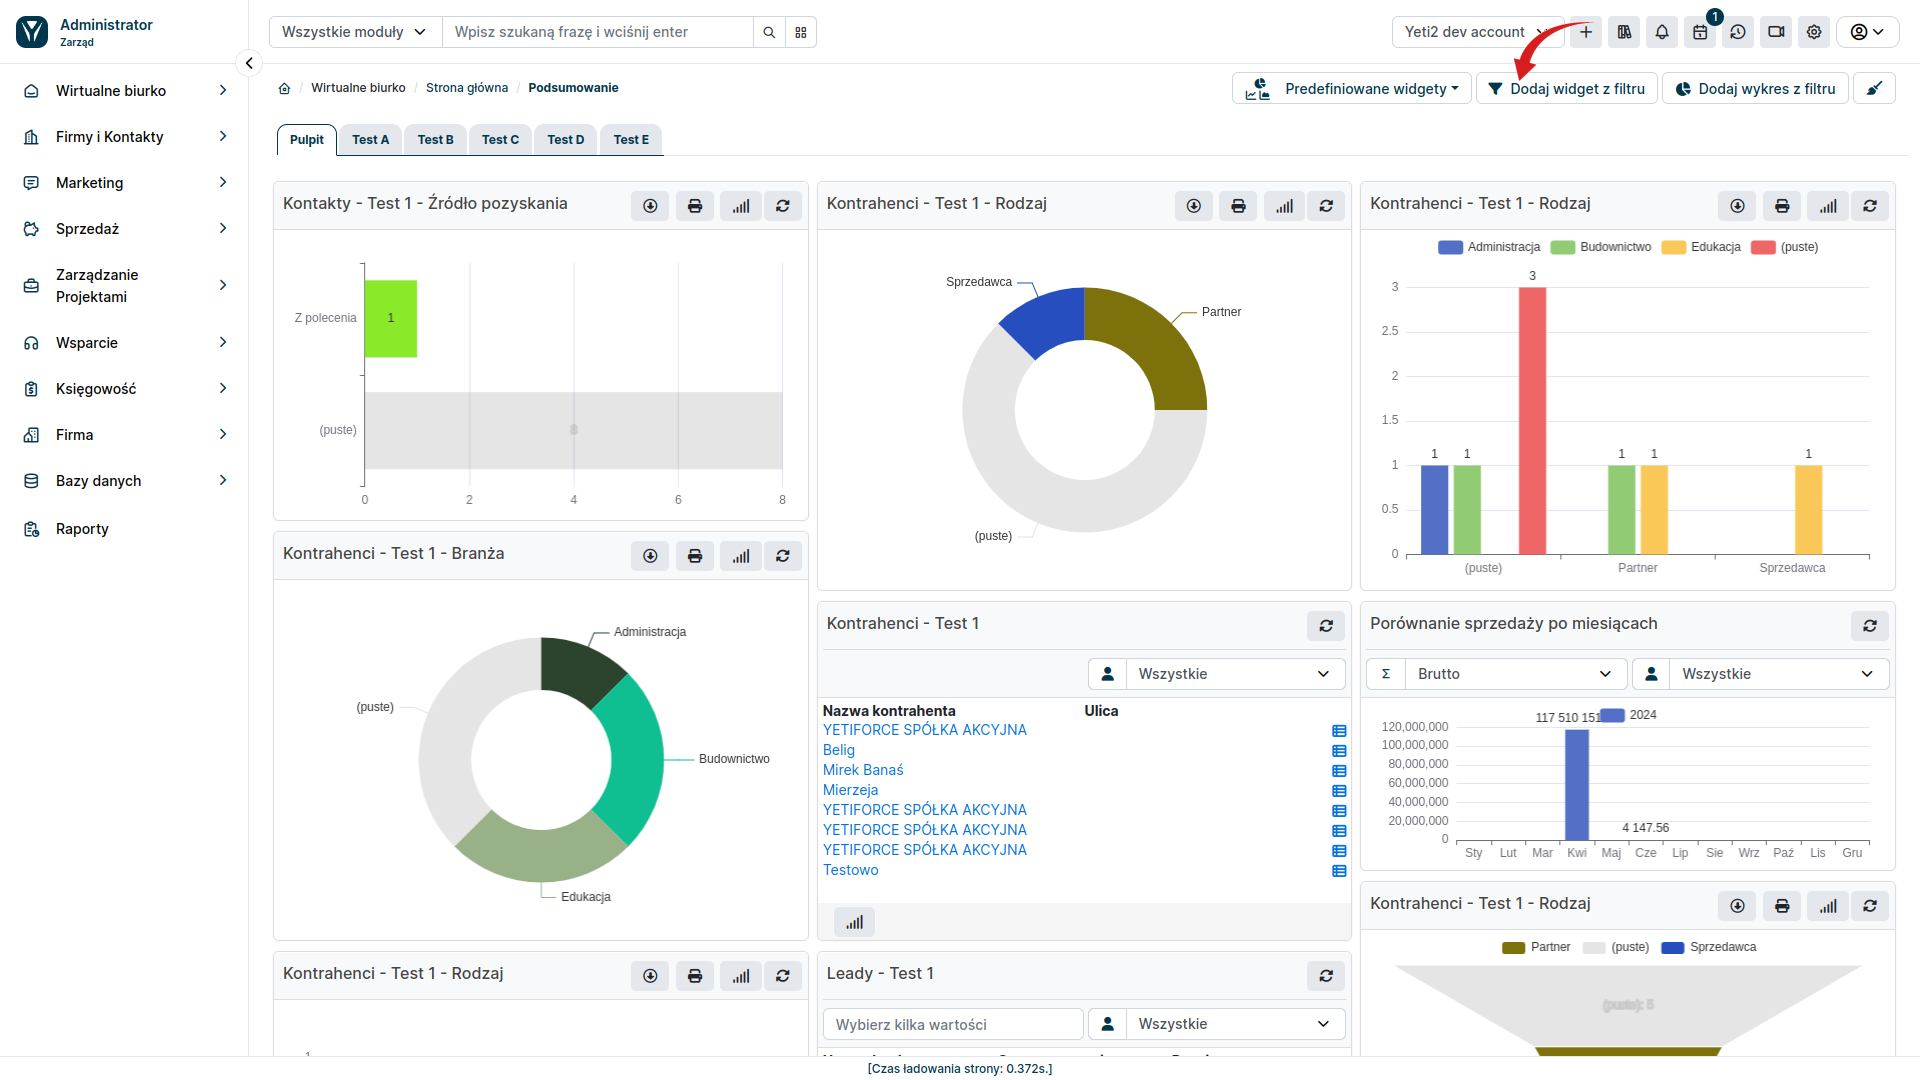 Administrator
Zarząd
Wszystkie moduły
Wpisz szukaną frazę i wciśnij enter
Yeti2 dev account
1
Wirtualne biurko
Firmy i Kontakty
Marketing
Sprzedaż
Zarządzanie
Projektami
Wsparcie
Księgowość
Firma
Bazy danych
Raporty
/ Wirtualne biurko / Strona główna / Podsumowanie
Predefiniowane widgety
Dodaj widget z filtru
Dodaj wykres z filtru
Pulpit
Test A
Test B
Test C
Test D
Test E
Kontakty - Test 1 - Źródło pozyskania
Z polecenia
1
(puste)
8
0 2 4 6 8
Kontrahenci - Test 1 - Branża
Administracja
(puste)
Budownictwo
Edukacja
Kontrahenci - Test 1 - Rodzaj
1
Kontrahenci - Test 1 - Rodzaj
Sprzedawca
Partner
(puste)
Kontrahenci - Test 1
Wszystkie
Nazwa kontrahenta Ulica
YETIFORCE SPÓŁKA AKCYJNA
Belig
Mirek Banaś
Mierzeja
YETIFORCE SPÓŁKA AKCYJNA
YETIFORCE SPÓŁKA AKCYJNA
YETIFORCE SPÓŁKA AKCYJNA
Testowo
Leady - Test 1
Wybierz kilka wartości
Wszystkie
Kontrahenci - Test 1 - Rodzaj
Administracja Budownictwo Edukacja (puste)
3
3
2.5
2
1.5
1 1 1 1 1
1
0.5
0
(puste) Partner Sprzedawca
Porównanie sprzedaży po miesiącach
Σ Brutto
Wszystkie
2024
117 510 151
120,000,000
100,000,000
80,000,000
60,000,000
40,000,000
20,000,000
0
4 147.56
Sty Lut Mar Kwi Maj Cze Lip Sie Wrz Paź Lis Gru
Kontrahenci - Test 1 - Rodzaj
Partner (puste) Sprzedawca
(puste): 5
[Czas ładowania strony: 0.372s.]